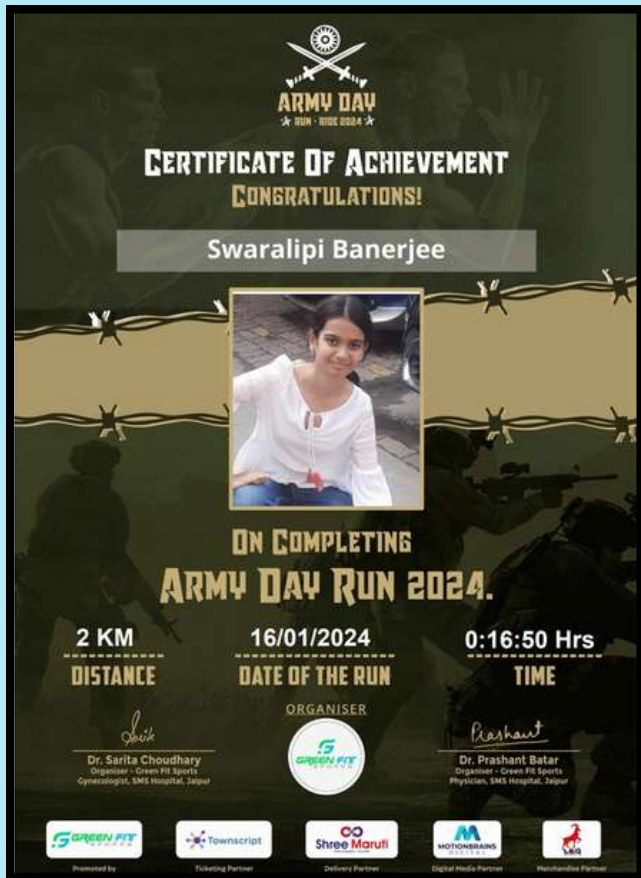 ARMY DAY
RUN - RIDE 2024
CERTIFICATE OF ACHIEVEMENT
CONGRATULATIONS!
Swaralipi Banerjee
ON COMPLETING
ARMY DAY RUN 2024.
2 KM
DISTANCE
16/01/2024
DATE OF THE RUN
0:16:50 Hrs
TIME
ORGANISER
Dr. Sarita Choudhary
Organiser - Green Fit Sports
Gynecologist, SMS Hospital, Jaipur
GREEN FIT
SPORTS
Prashant
Dr. Prashant Batar
Organiser - Green Fit Sports
Physician, SMS Hospital, Jaipur
GREEN FIT
SPORTS
Promoted by
Townscript
Ticketing Partner
Shree Maruti
Delivery Partner
MOTIONBRAINS
DIGITAL
Digital Media Partner
Merchandise Partner